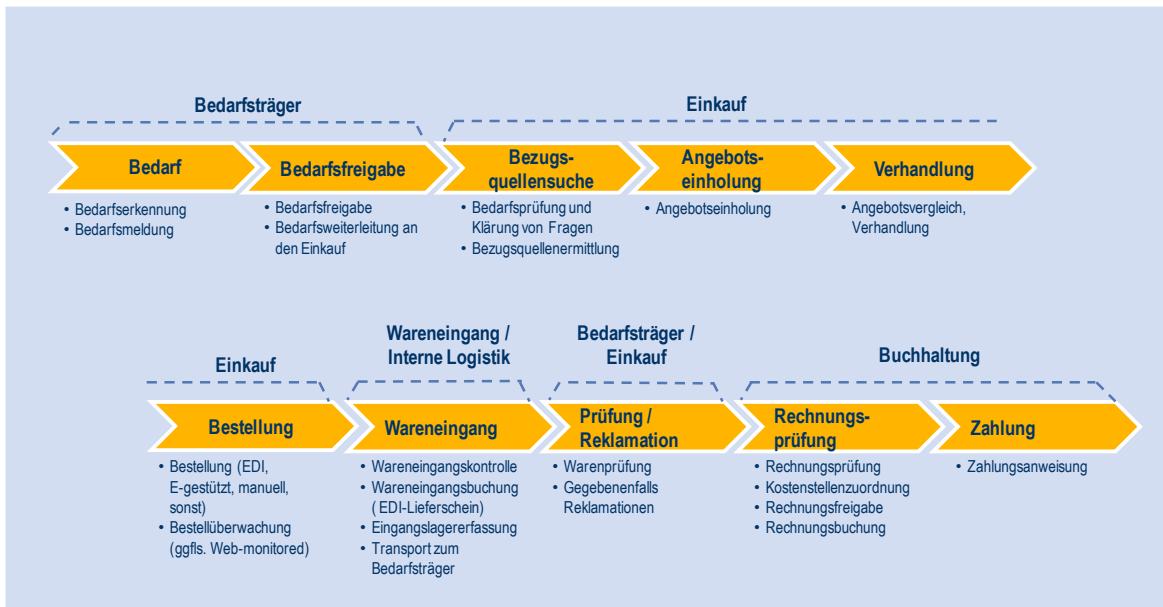 Bedarfsträger
Einkauf
Bedarf
Bedarfsfreigabe
Bezugs-
quellensuche
Angebots-
einholung
Verhandlung
• Bedarfserkennung
• Bedarfsmeldung
• Bedarfsfreigabe
• Bedarfsweiterleitung an
den Einkauf
• Bedarfsprüfung und
Klärung von Fragen
• Bezugsquellenermittlung
• Angebotseinholung
• Angebotsvergleich,
Verhandlung
Einkauf
Wareneingang /
Interne Logistik
Bedarfsträger /
Einkauf
Buchhaltung
Bestellung
Wareneingang
Prüfung /
Reklamation
Rechnungs-
prüfung
Zahlung
• Bestellung (EDI,
E-gestützt, manuell,
sonst)
• Bestellüberwachung
(ggfls. Web-monitored)
• Wareneingangskontrolle
• Wareneingangsbuchung
( EDI-Lieferschein)
• Eingangslagererfassung
• Transport zum
Bedarfsträger
• Warenprüfung
• Gegebenenfalls
Reklamationen
• Rechnungsprüfung
• Kostenstellenzuordnung
• Rechnungsfreigabe
• Rechnungsbuchung
• Zahlungsanweisung